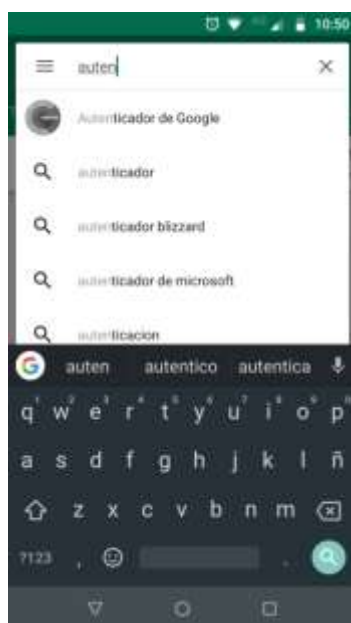 10:50
auten
Autenticador de Google
autenticador
autenticador blizzard
autenticador de microsoft
autenticacion
G auten autentico autentica
q w e r t y u i o p
a s d f g h j k l ñ
z x c v b n m
?123 , .